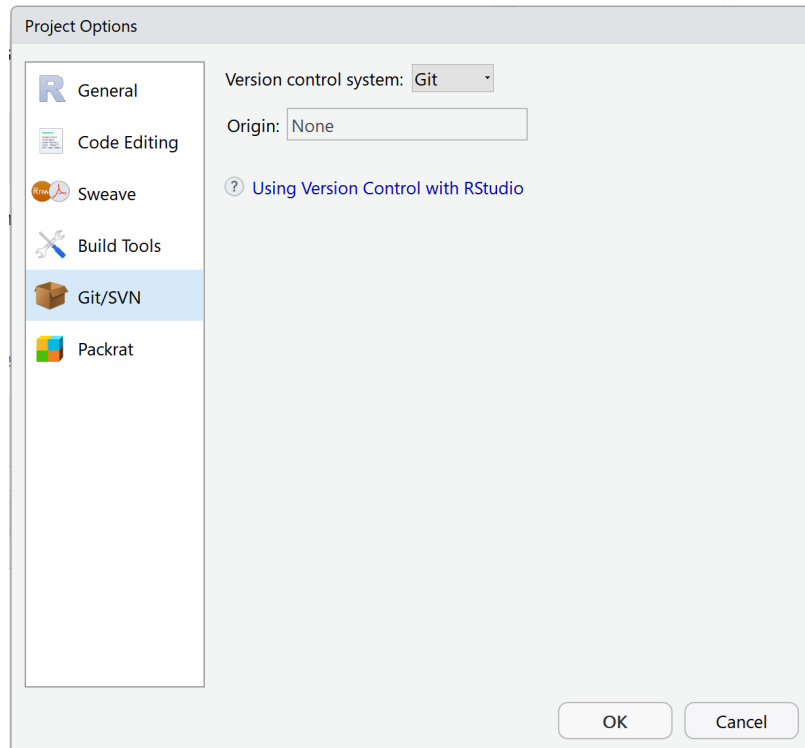 Project Options
General
Code Editing
Rnw
Sweave
Build Tools
Git/SVN
Packrat
Version control system: Git
Origin: None
? Using Version Control with RStudio
OK
Cancel